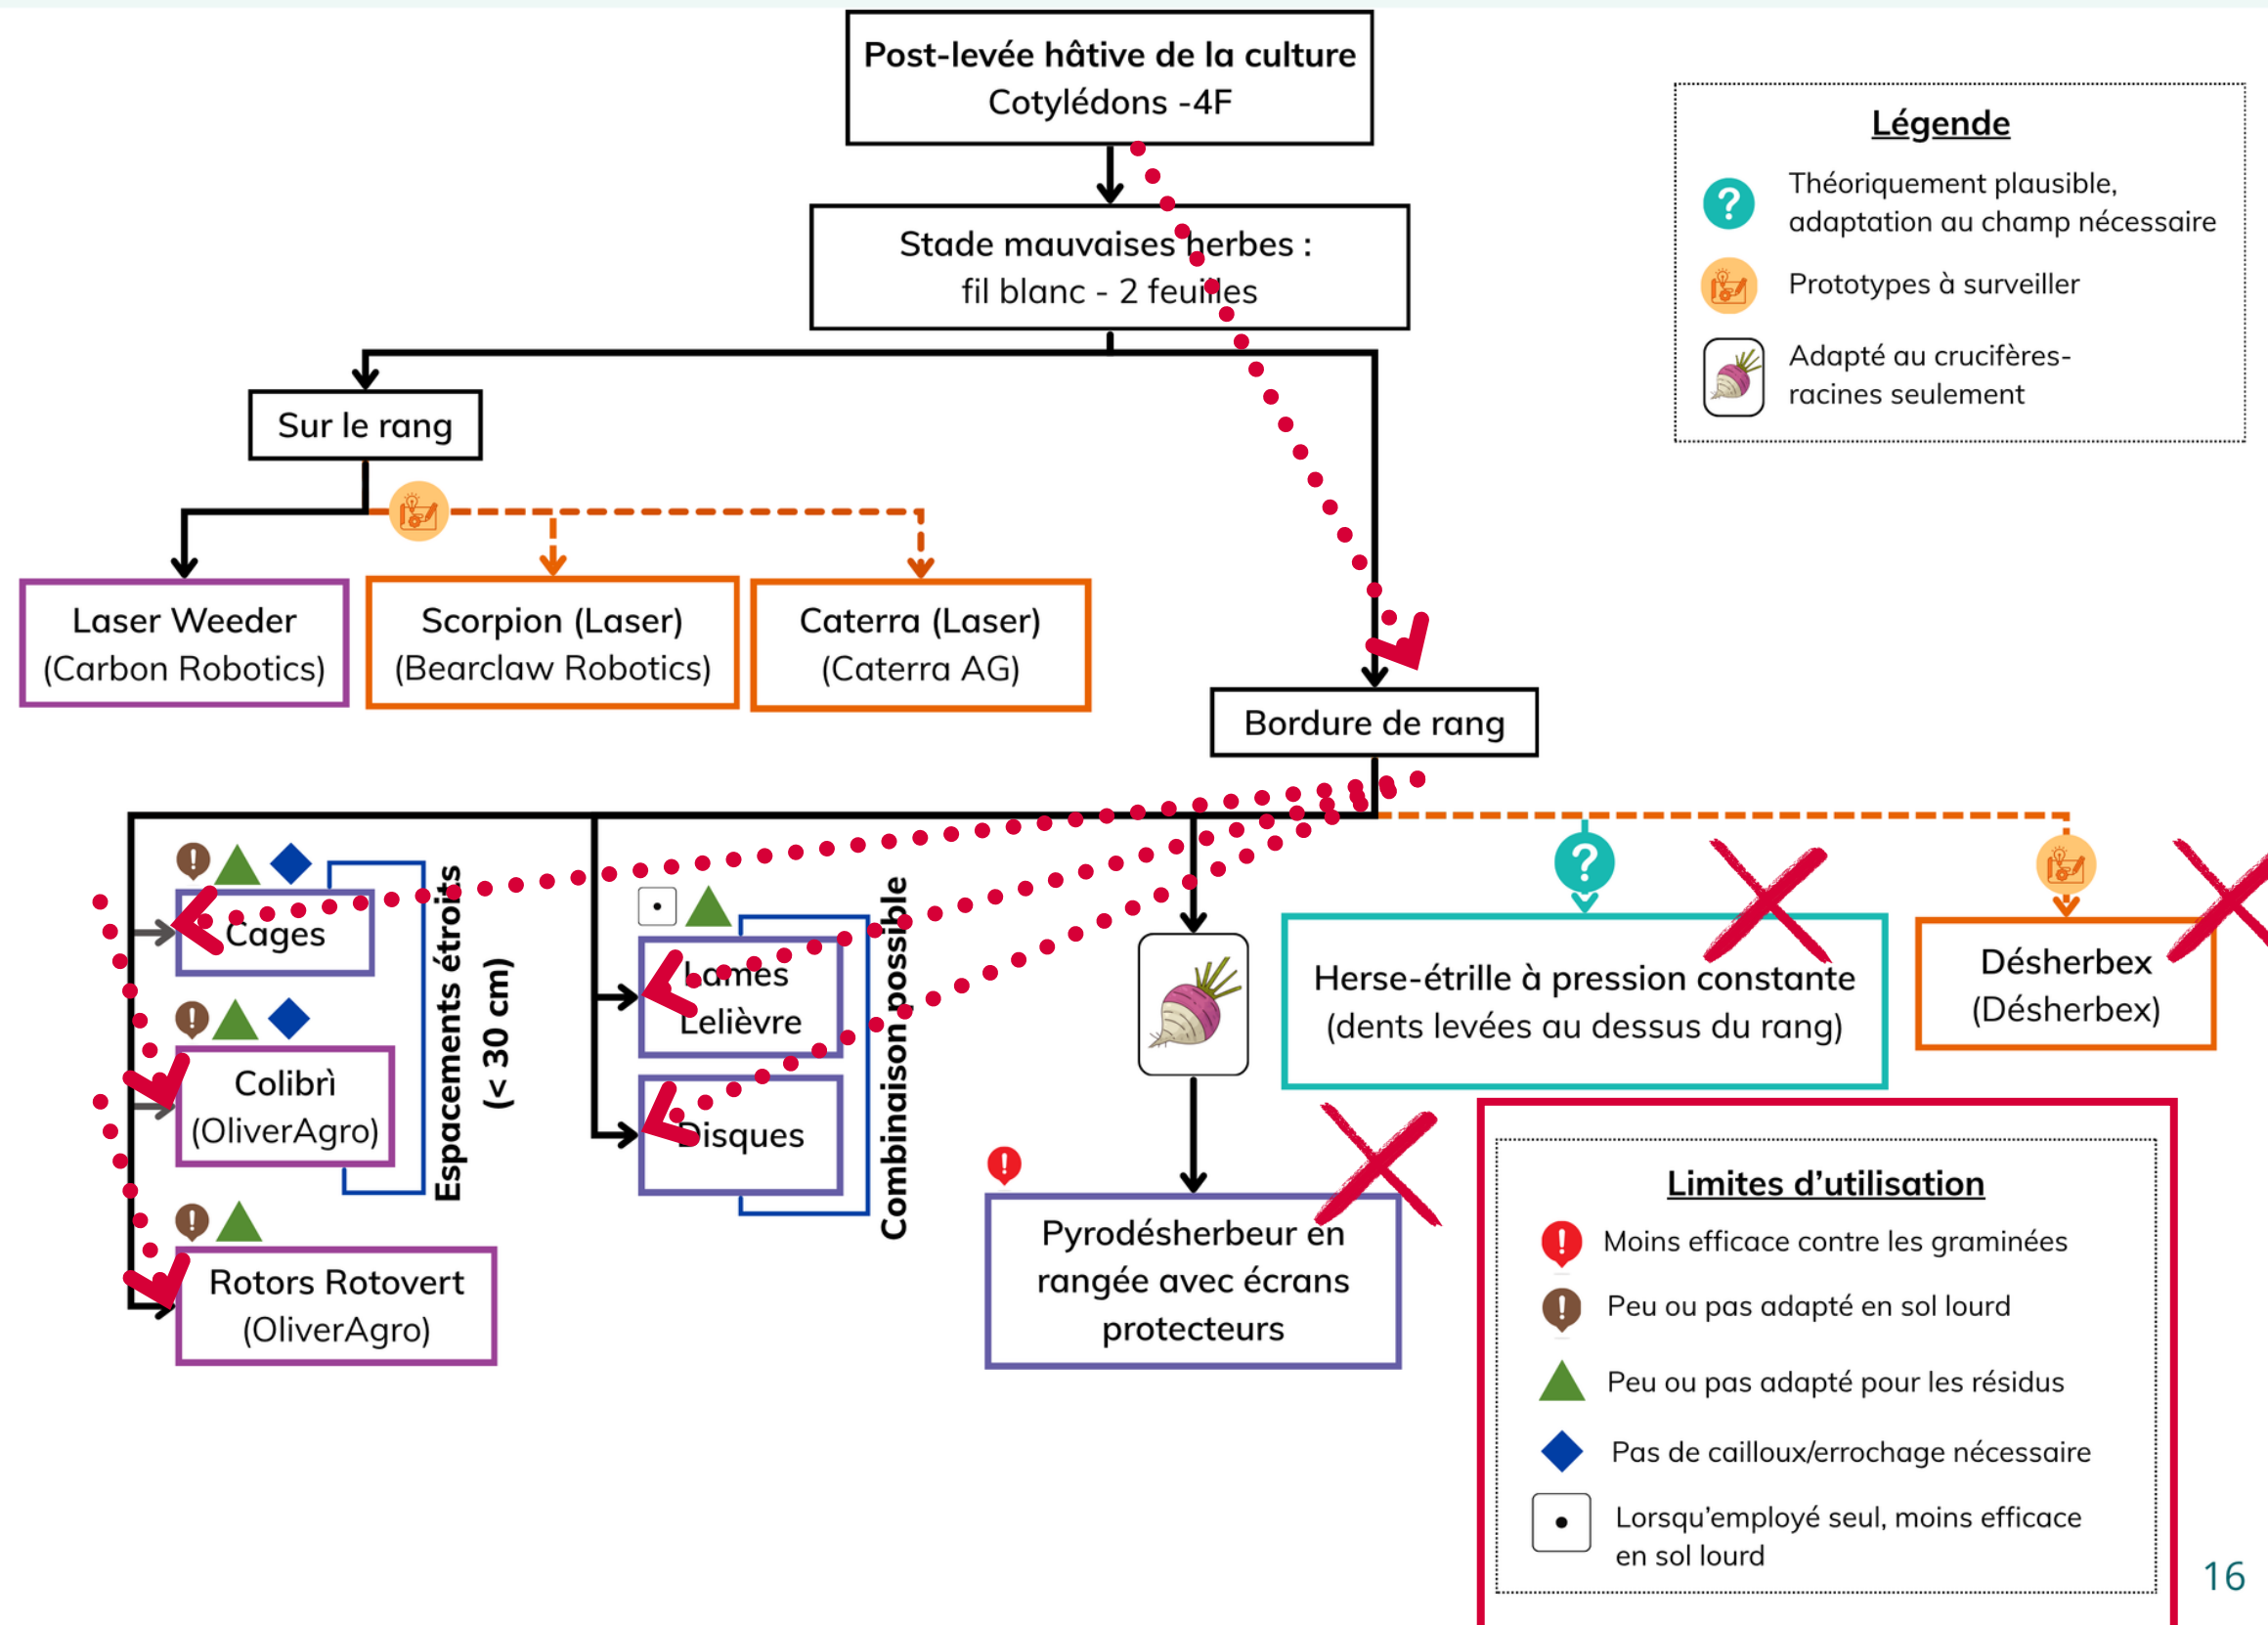 Post-levée hâtive de la culture
Cotylédons -4F
Stade mauvaises herbes :
fil blanc - 2 feuilles
Légende
Théoriquement plausible,
adaptation au champ nécessaire
Prototypes à surveiller
Adapté au crucifères-
racines seulement
Sur le rang
Laser Weeder
(Carbon Robotics)
Scorpion (Laser)
(Bearclaw Robotics)
Caterra (Laser)
(Caterra AG)
Bordure de rang
Cages
Colibrì
(OliverAgro)
Espacements étroits
(< 30 cm)
Rotors Rotovert
(OliverAgro)
Lames
Lelièvre
Disques
Combinaison possible
Pyrodésherbeur en
rangée avec écrans
protecteurs
Herse-étrille à pression constante
(dents levées au dessus du rang)
Désherbex
(Désherbex)
Limites d'utilisation
Moins efficace contre les graminées
Peu ou pas adapté en sol lourd
Peu ou pas adapté pour les résidus
Pas de cailloux/errochage nécessaire
Lorsqu'employé seul, moins efficace
en sol lourd
16